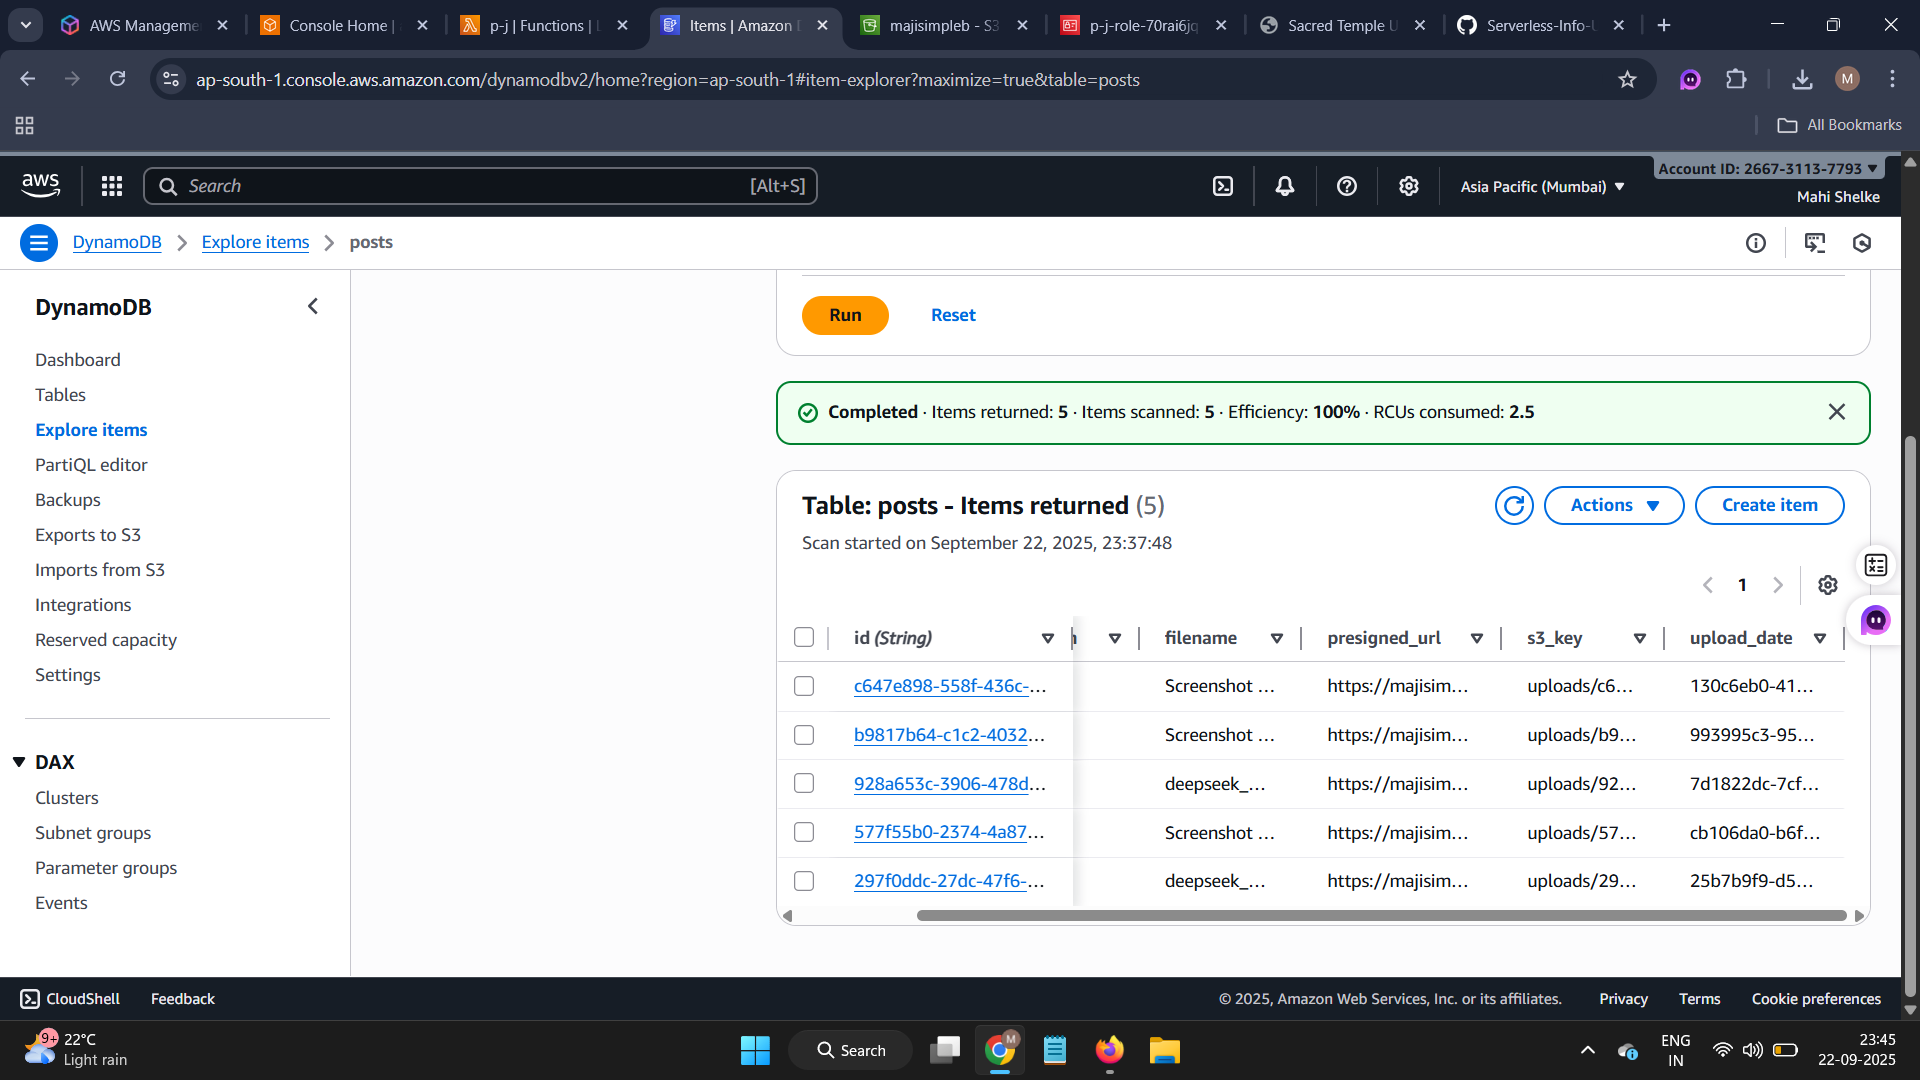 AWS Manageme
Console Home |
p-j | Functions | L
Items | Amazon D
majisimpleb - S3
p-j-role-70rai6jq
Sacred Temple U
Serverless-Info-U
ap-south-1.console.aws.amazon.com/dynamodbv2/home?region=ap-south-1#item-explorer?maximize=true&table=posts
M
All Bookmarks
aws
Search
[Alt+S]
Asia Pacific (Mumbai)
Account ID: 2667-3113-7793
Mahi Shelke
DynamoDB
Explore items
posts
DynamoDB
Dashboard
Tables
Explore items
PartiQL editor
Backups
Exports to S3
Imports from S3
Integrations
Reserved capacity
Settings
DAX
Clusters
Subnet groups
Parameter groups
Events
Run
Reset
Completed · Items returned: 5 · Items scanned: 5 · Efficiency: 100% · RCUs consumed: 2.5
Table: posts - Items returned (5)
Actions
Create item
Scan started on September 22, 2025, 23:37:48
1
id (String)
filename
presigned_url
s3_key
upload_date
c647e898-558f-436c-...
Screenshot ...
https://majisim...
uploads/c6...
130c6eb0-41...
b9817b64-c1c2-4032...
Screenshot ...
https://majisim...
uploads/b9...
993995c3-95...
928a653c-3906-478d...
deepseek_...
https://majisim...
uploads/92...
7d1822dc-7cf...
577f55b0-2374-4a87...
Screenshot ...
https://majisim...
uploads/57...
cb106da0-b6f...
297f0ddc-27dc-47f6-...
deepseek_...
https://majisim...
uploads/29...
25b7b9f9-d5...
CloudShell
Feedback
© 2025, Amazon Web Services, Inc. or its affiliates.
Privacy
Terms
Cookie preferences
9+
22°C
Light rain
Search
M
ENG
IN
23:45
22-09-2025